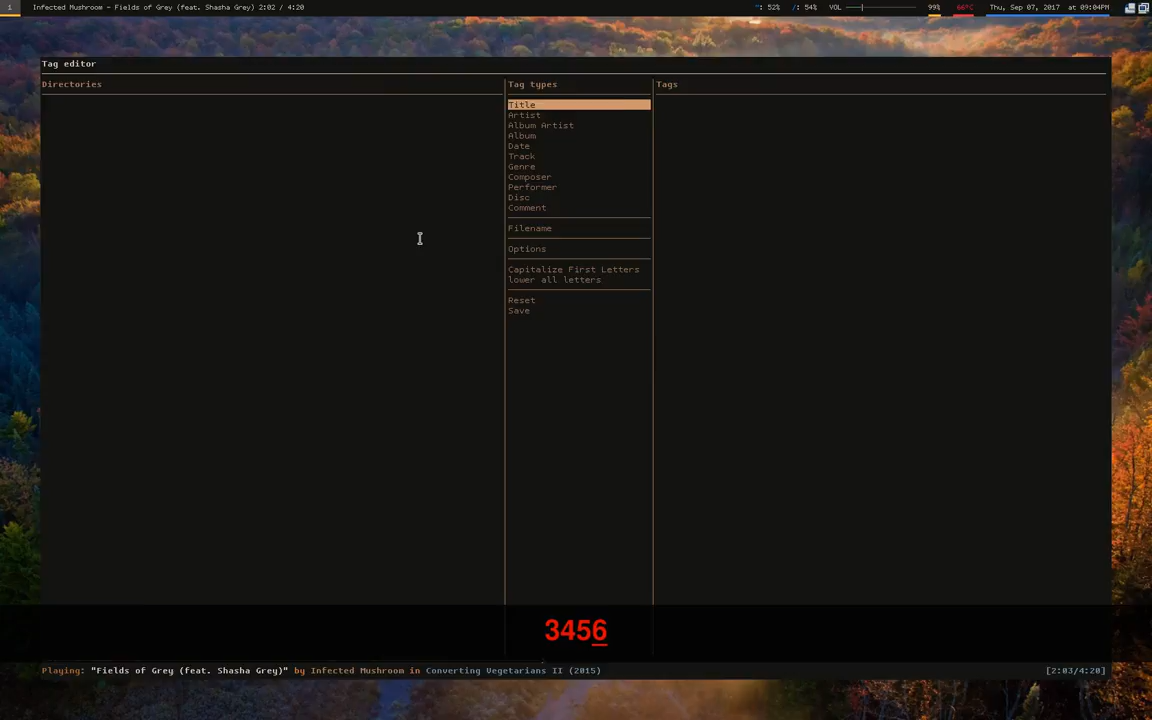 1 Infected Mushroom - Fields of Grey (feat. Shasha Grey) 2:02 / 4:20 ~: 52% /: 54% VOL 99% 66°C Thu, Sep 07, 2017 at 09:04PM
Tag editor
Directories
Tag types
Title
Artist
Album Artist
Album
Date
Track
Genre
Composer
Performer
Disc
Comment
Filename
Options
Capitalize First Letters
lower all letters
Reset
Save
Tags
3456
Playing: "Fields of Grey (feat. Shasha Grey)" by Infected Mushroom in Converting Vegetarians II (2015) [2:03/4:20]